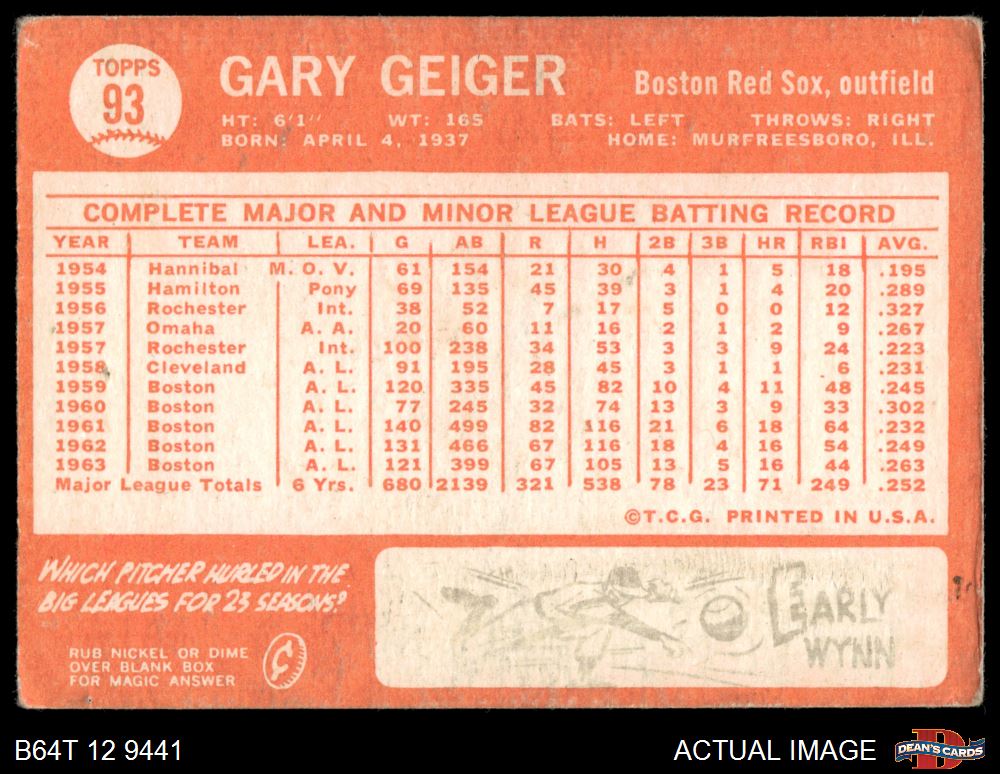 TOPPS
93
GARY GEIGER
Boston Red Sox, outfield
HT: 6'1" WT: 165 BATS: LEFT THROWS: RIGHT
BORN: APRIL 4, 1937 HOME: MURFREESBORO, ILL.
COMPLETE MAJOR AND MINOR LEAGUE BATTING RECORD
YEAR TEAM LEA. G AB R H 2B 3B HR RBI AVG.
1954 Hannibal M. O. V. 61 154 21 30 4 1 5 18 .195
1955 Hamilton Pony 69 135 45 39 3 1 4 20 .289
1956 Rochester Int. 38 52 7 17 5 0 0 12 .327
1957 Omaha A. A. 20 60 11 16 2 1 2 9 .267
1957 Rochester Int. 100 238 34 53 3 3 9 24 .223
1958 Cleveland A. L. 91 195 28 45 3 1 1 6 .231
1959 Boston A. L. 120 335 45 82 10 4 11 48 .245
1960 Boston A. L. 77 245 32 74 13 3 9 33 .302
1961 Boston A. L. 140 499 82 116 21 6 18 64 .232
1962 Boston A. L. 131 466 67 116 18 4 16 54 .249
1963 Boston A. L. 121 399 67 105 13 5 16 44 .263
Major League Totals 6 Yrs. 680 2139 321 538 78 23 71 249 .252
©T.C.G. PRINTED IN U.S.A.
WHICH PITCHER HURLED IN THE
BIG LEAGUES FOR 23 SEASONS?
RUB NICKEL OR DIME
OVER BLANK BOX
FOR MAGIC ANSWER
¢
EARLY
WYNN
B64T 12 9441
ACTUAL IMAGE
DEAN'S CARDS